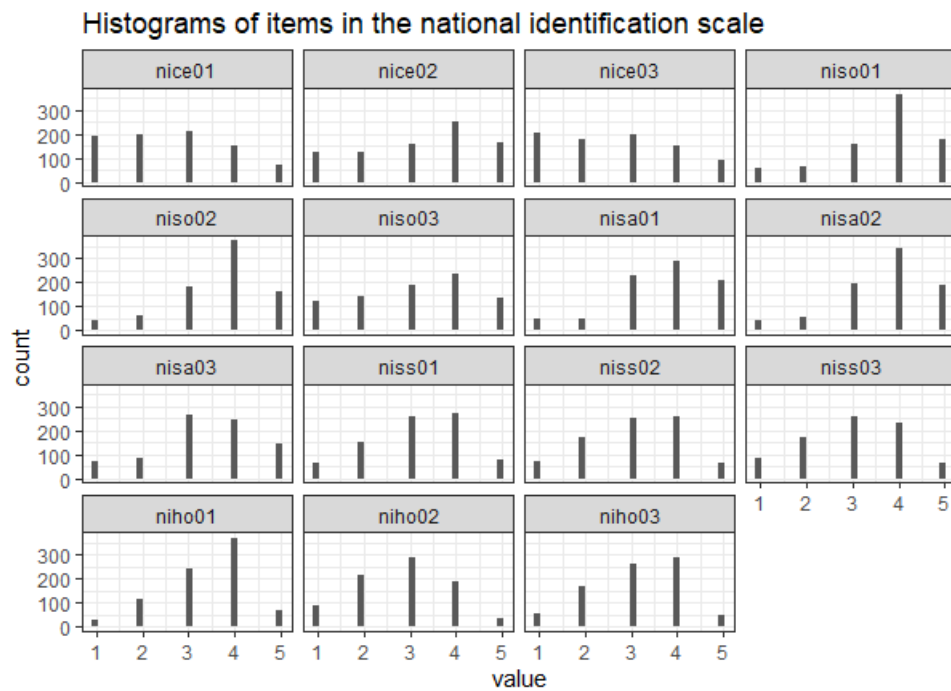 Histograms of items in the national identification scale
nice01 nice02 nice03 niso01
300
200
100
0
niso02 niso03 nisa01 nisa02
300
200
100
0
count
nisa03 niss01 niss02 niss03
300
200
100
0
1 2 3 4 5
niho01 niho02 niho03
300
200
100
0
1 2 3 4 5 1 2 3 4 5 1 2 3 4 5
value